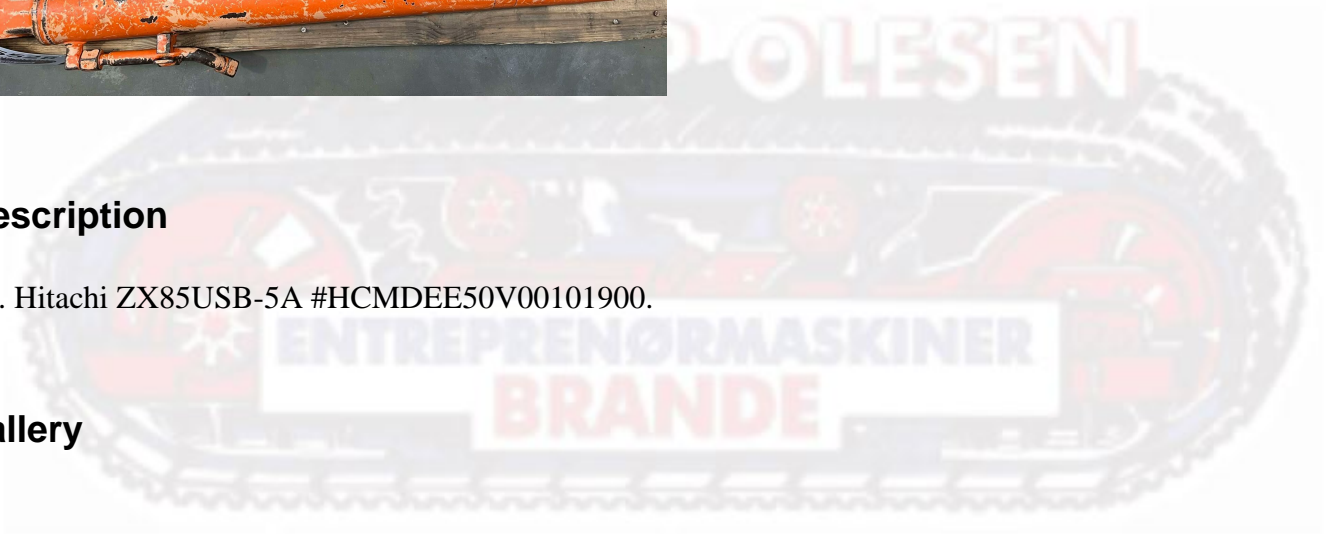 P OLESEN
escription
. Hitachi ZX85USB-5A #HCMDEE50V00101900.
ENTREPRENØRMASKINER
BRANDE
allery